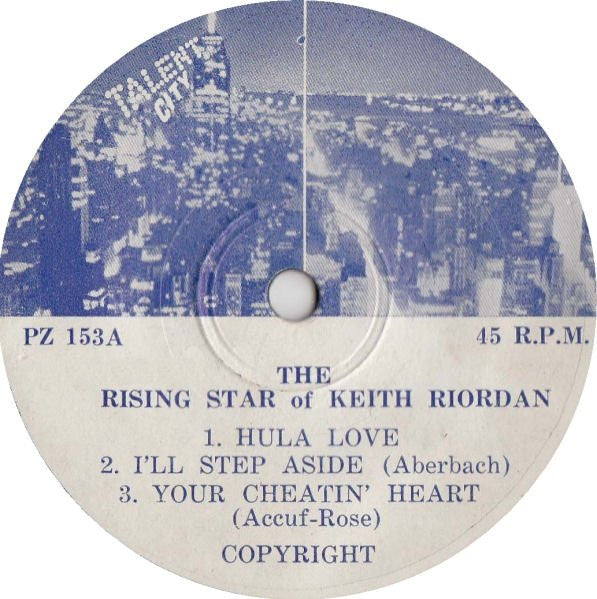 TALENT
CITY
PZ 153A
45 R.P.M.
THE
RISING STAR of KEITH RIORDAN
1. HULA LOVE
2. I'LL STEP ASIDE (Aberbach)
3. YOUR CHEATIN' HEART
(Accuf-Rose)
COPYRIGHT